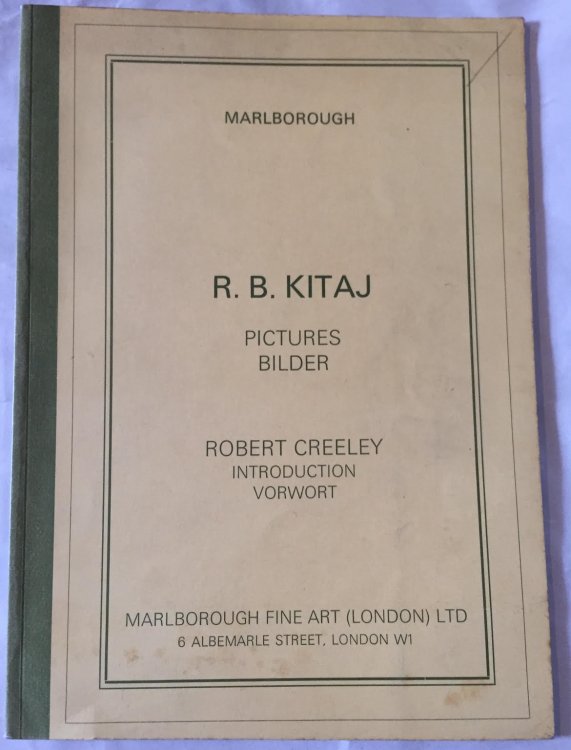 MARLBOROUGH
R. B. KITAJ
PICTURES
BILDER
ROBERT CREELEY
INTRODUCTION
VORWORT
MARLBOROUGH FINE ART (LONDON) LTD
6 ALBEMARLE STREET, LONDON W1